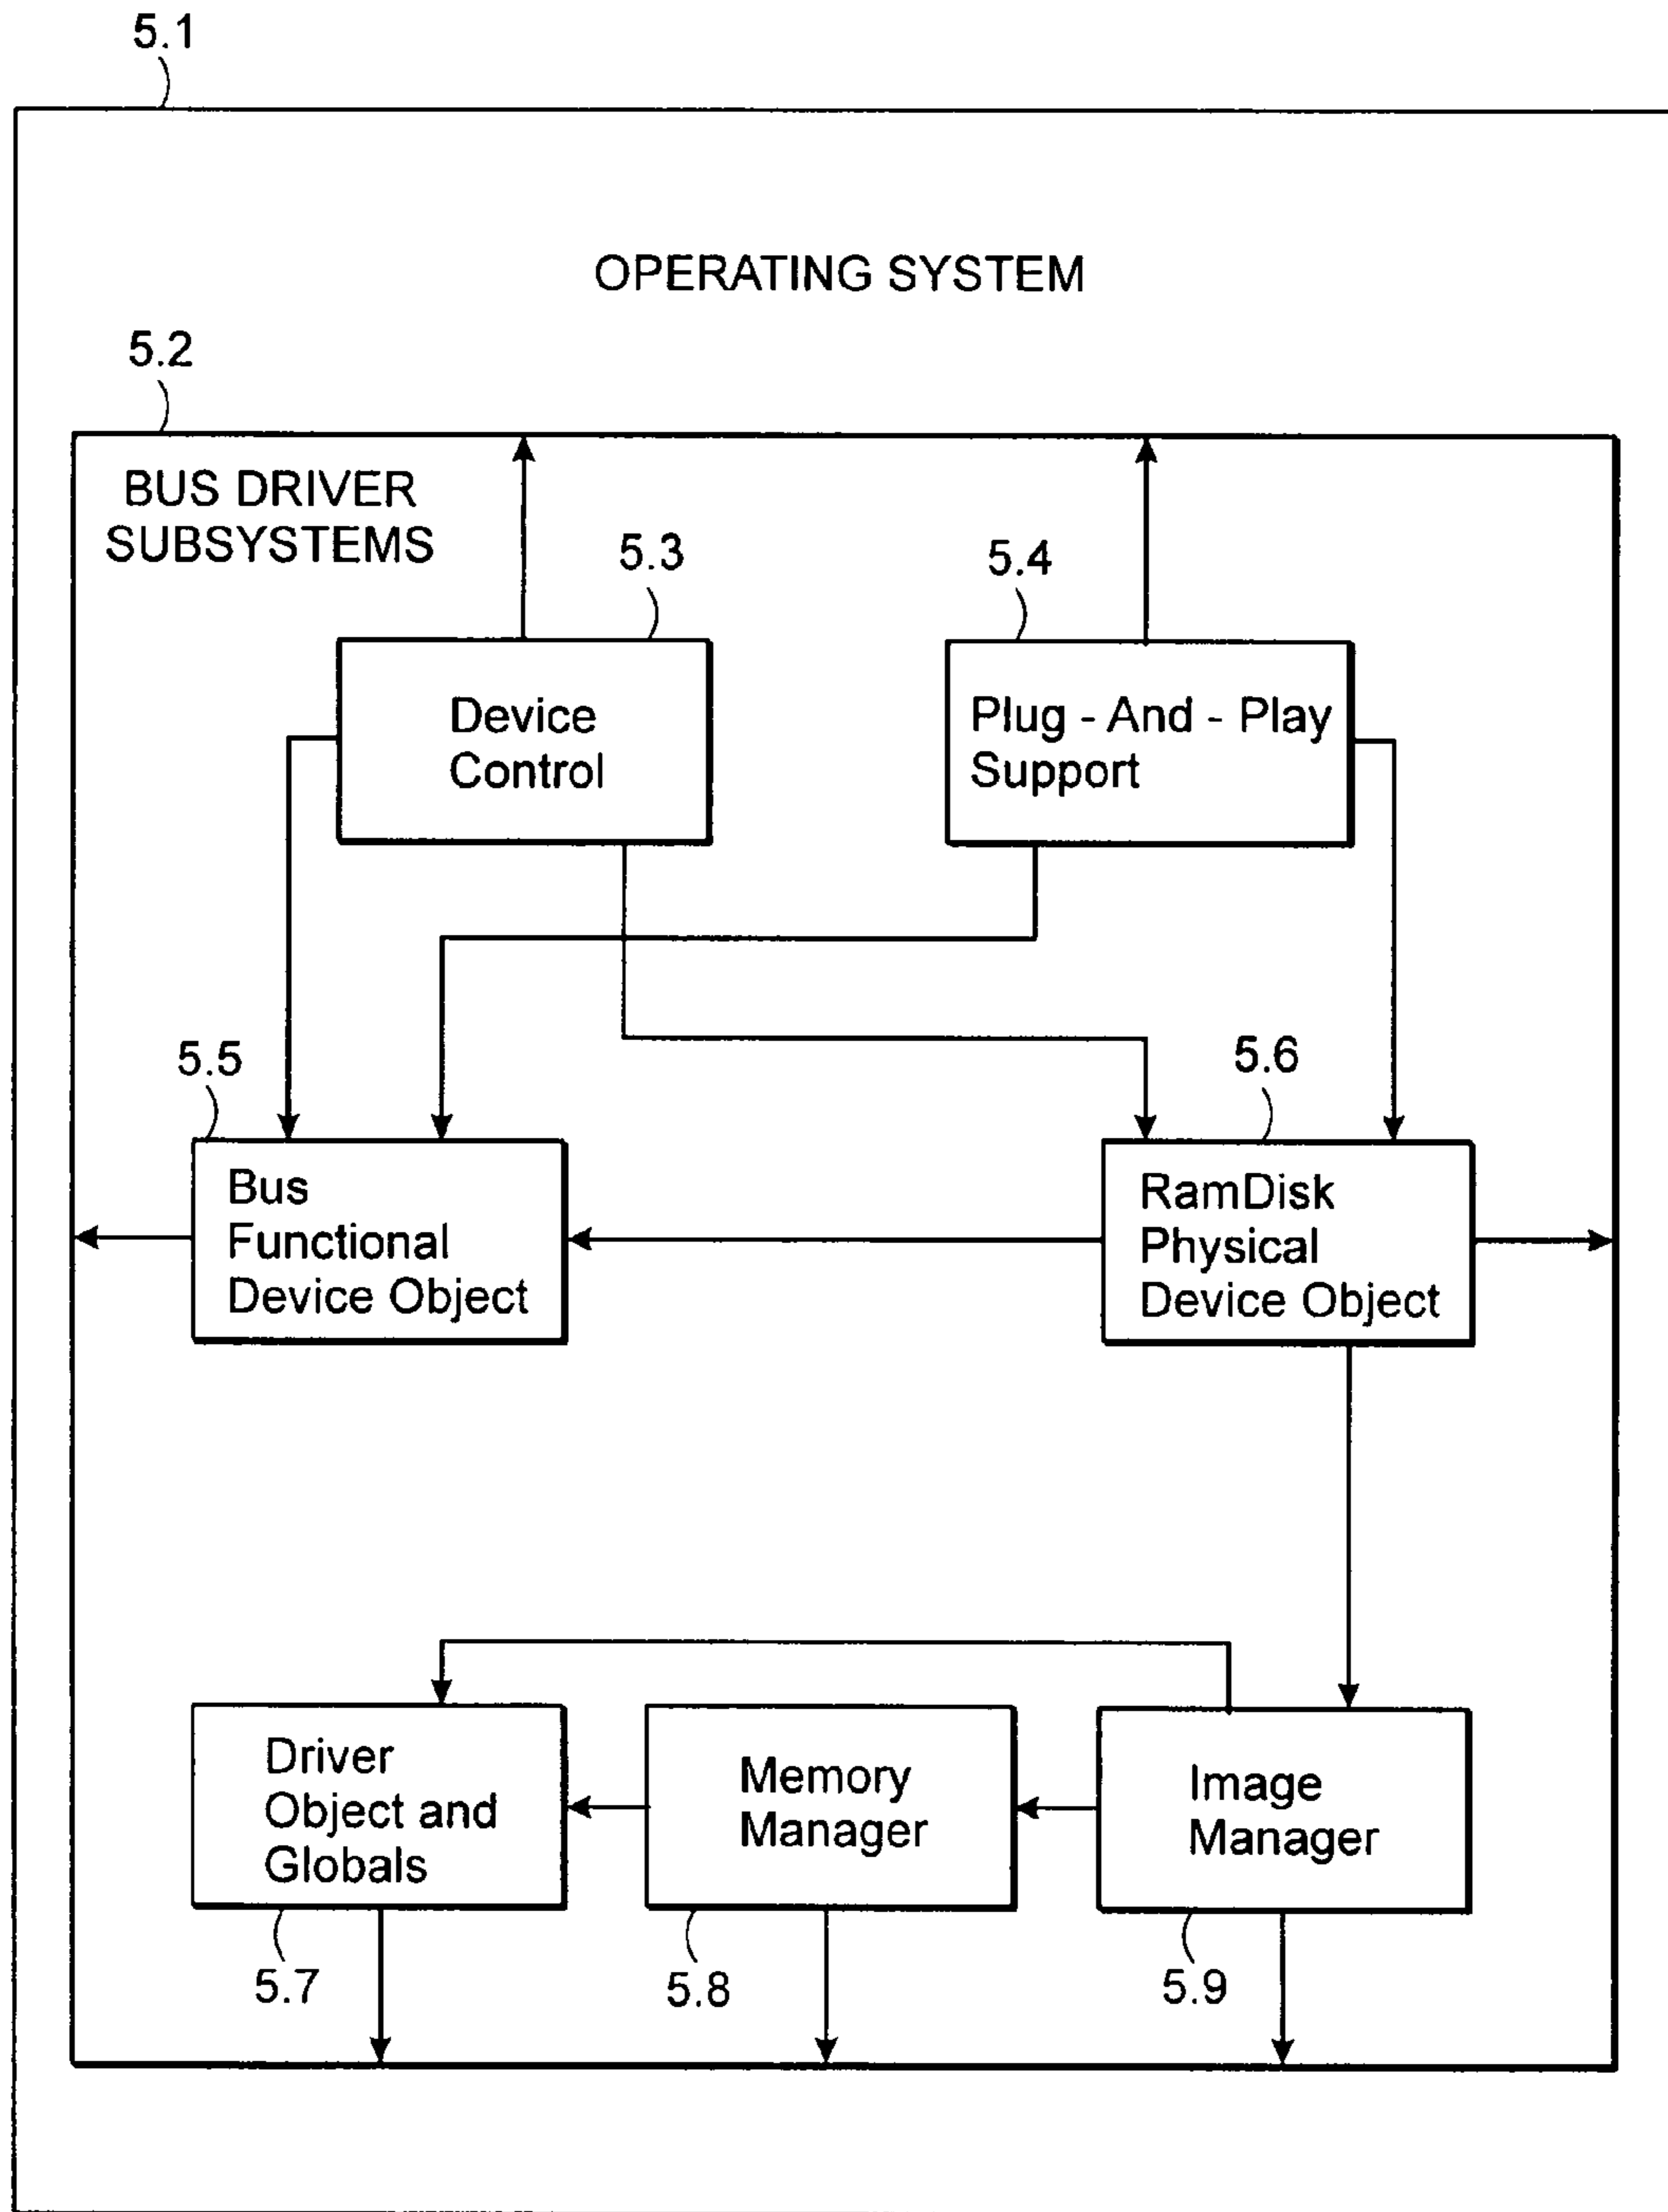 5.1
OPERATING SYSTEM
5.2
BUS DRIVER
SUBSYSTEMS
5.3
5.4
Device
Control
Plug - And - Play
Support
5.5
5.6
Bus
Functional
Device Object
RamDisk
Physical
Device Object
Driver
Object and
Globals
Memory
Manager
Image
Manager
5.7
5.8
5.9